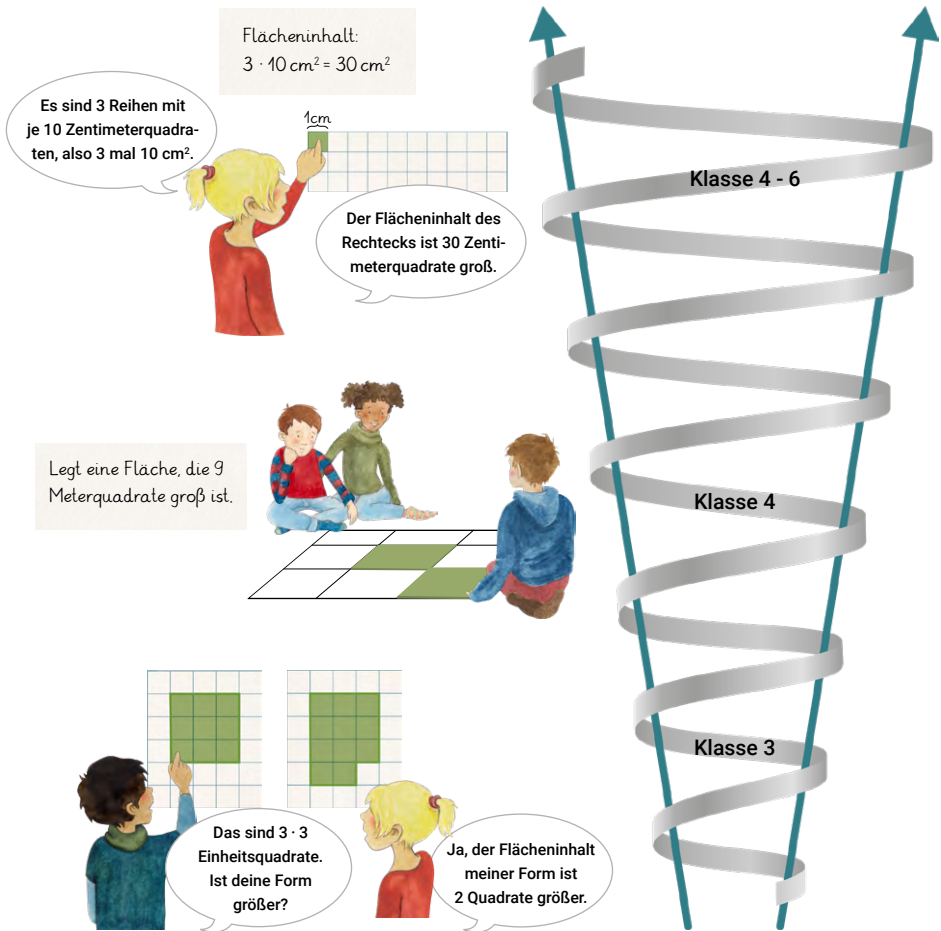 Flächeninhalt:
3 · 10 cm² = 30 cm²
Es sind 3 Reihen mit
je 10 Zentimeterquadra-
ten, also 3 mal 10 cm².
1cm
Der Flächeninhalt des
Rechtecks ist 30 Zenti-
meterquadrate groß.
Klasse 4 - 6
Legt eine Fläche, die 9
Meterquadrate groß ist.
Klasse 4
Klasse 3
Das sind 3 · 3
Einheitsquadrate.
Ist deine Form
größer?
Ja, der Flächeninhalt
meiner Form ist
2 Quadrate größer.